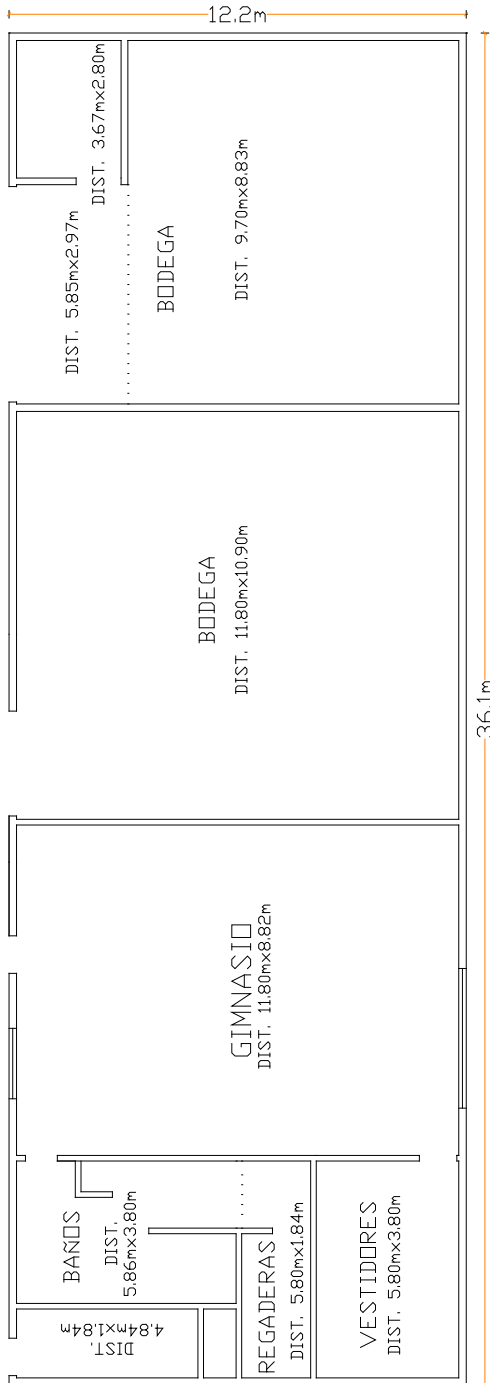 12.2m
DIST. 3.67mx2.80m
DIST. 5.85mx2.97m
BODEGA
DIST. 9.70mx8.83m
36.1m
BODEGA
DIST. 11.80mx10.90m
GIMNASIO
DIST. 11.80mx8.82m
BAÑOS
DIST.
5.86mx3.80m
DIST.
4.84mx1.84m
REGADERAS
DIST. 5.80mx1.84m
VESTIDORES
DIST. 5.80mx3.80m